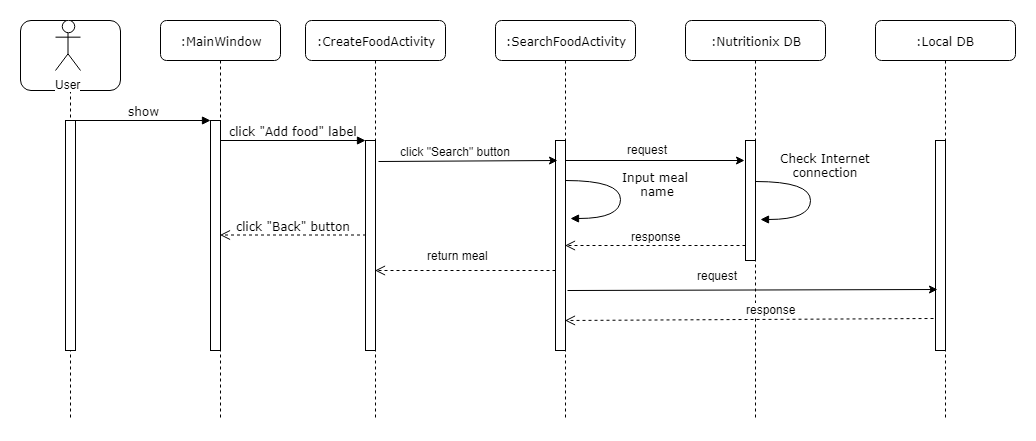 User
:MainWindow
:CreateFoodActivity
:SearchFoodActivity
:Nutritionix DB
:Local DB
show
click "Add food" label
click "Search" button
request
Check Internet
connection
Input meal
name
click "Back" button
response
return meal
request
response